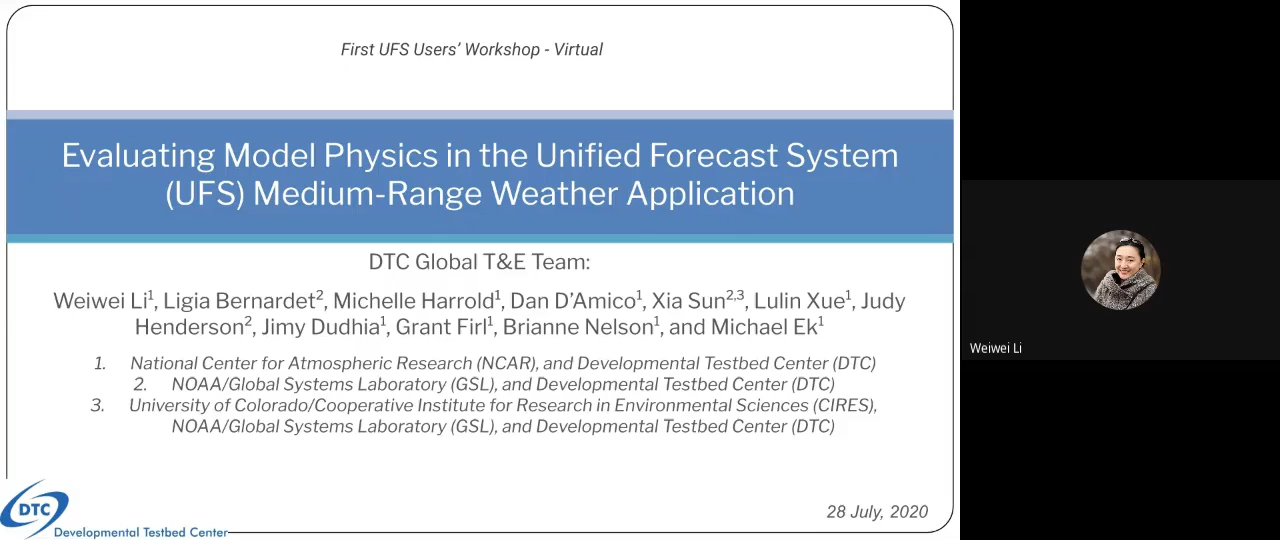 First UFS Users' Workshop - Virtual
Evaluating Model Physics in the Unified Forecast System
(UFS) Medium-Range Weather Application
DTC Global T&E Team:
Weiwei Li¹, Ligia Bernardet², Michelle Harrold¹, Dan D'Amico¹, Xia Sun²,³, Lulin Xue¹, Judy
Henderson², Jimy Dudhia¹, Grant Firl¹, Brianne Nelson¹, and Michael Ek¹
1. National Center for Atmospheric Research (NCAR), and Developmental Testbed Center (DTC)
2. NOAA/Global Systems Laboratory (GSL), and Developmental Testbed Center (DTC)
3. University of Colorado/Cooperative Institute for Research in Environmental Sciences (CIRES),
NOAA/Global Systems Laboratory (GSL), and Developmental Testbed Center (DTC)
DTC
Developmental Testbed Center
28 July, 2020
Weiwei Li